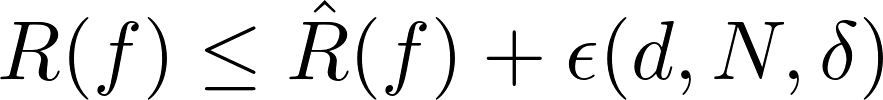 R(f) ≤ R̂(f) + ϵ(d, N, δ)